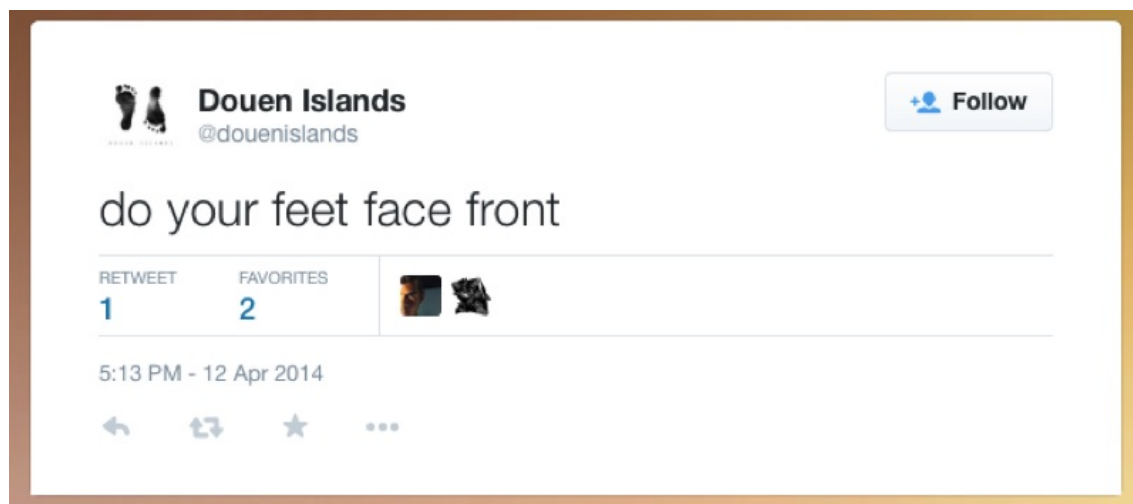 Douen Islands
@douenislands
Follow
do your feet face front
RETWEET FAVORITES
1 2
5:13 PM - 12 Apr 2014